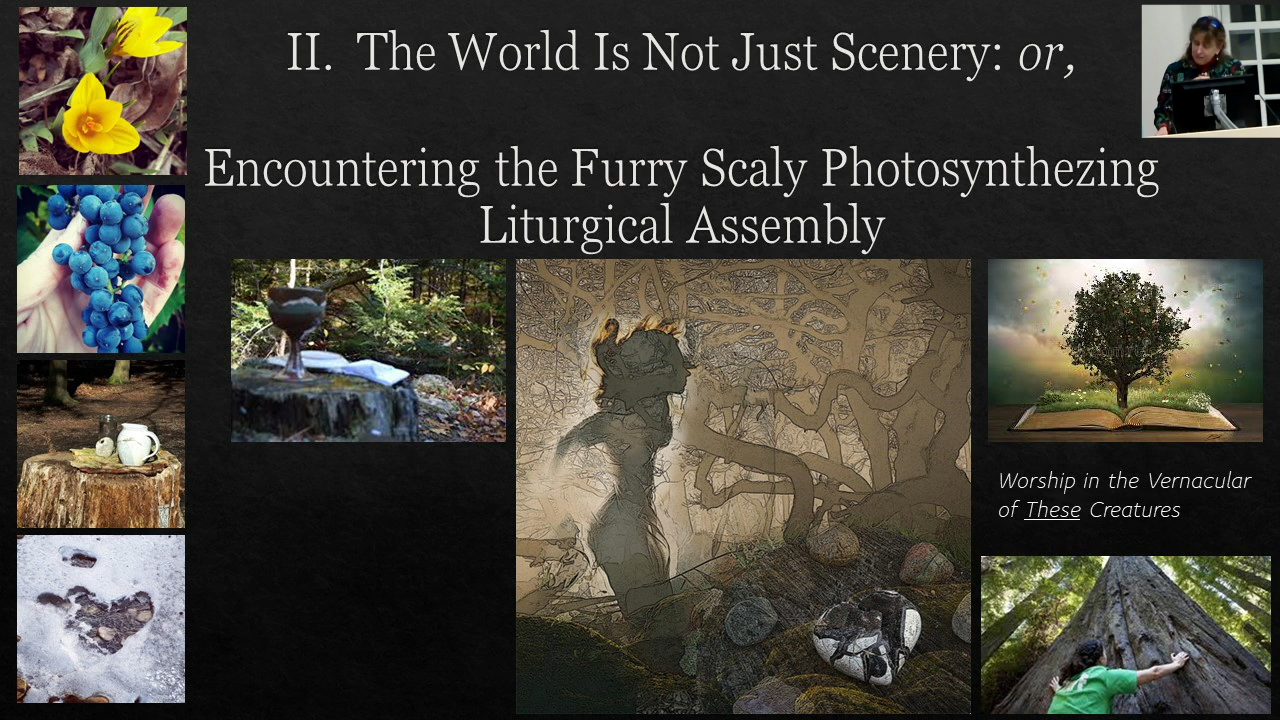 II. The World Is Not Just Scenery: or,
Encountering the Furry Scaly Photosynthezing
Liturgical Assembly
Worship in the Vernacular
of These Creatures